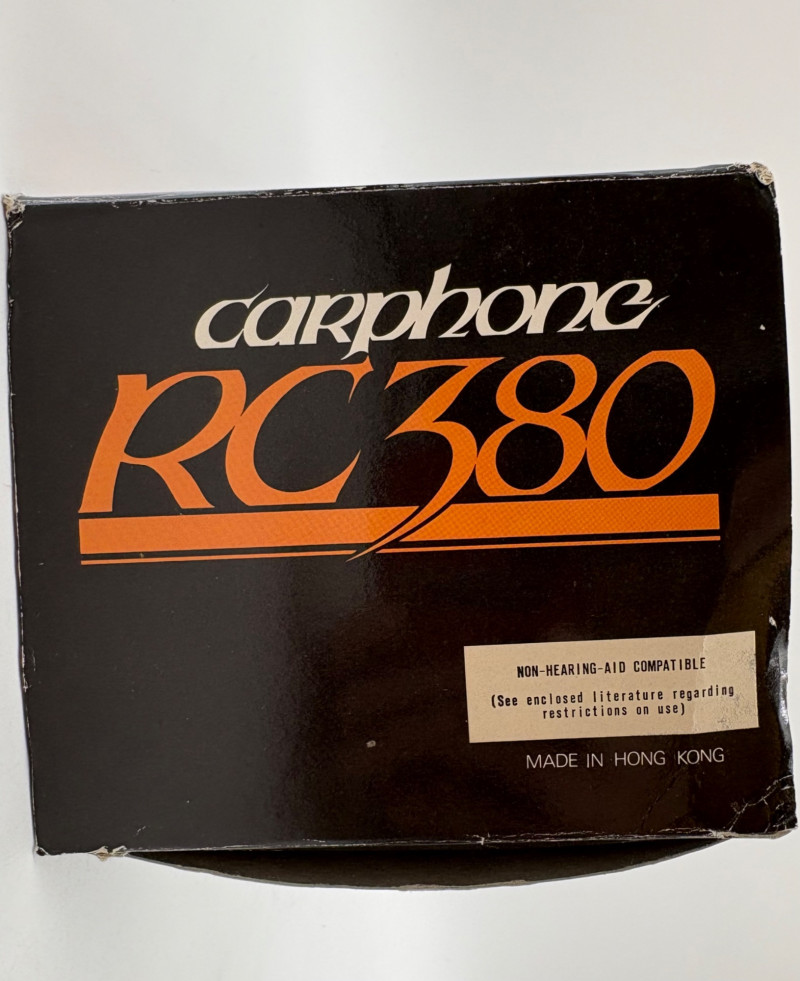 carphone
RC380
NON-HEARING-AID COMPATIBLE
(See enclosed literature regarding
restrictions on use)
MADE IN HONG KONG